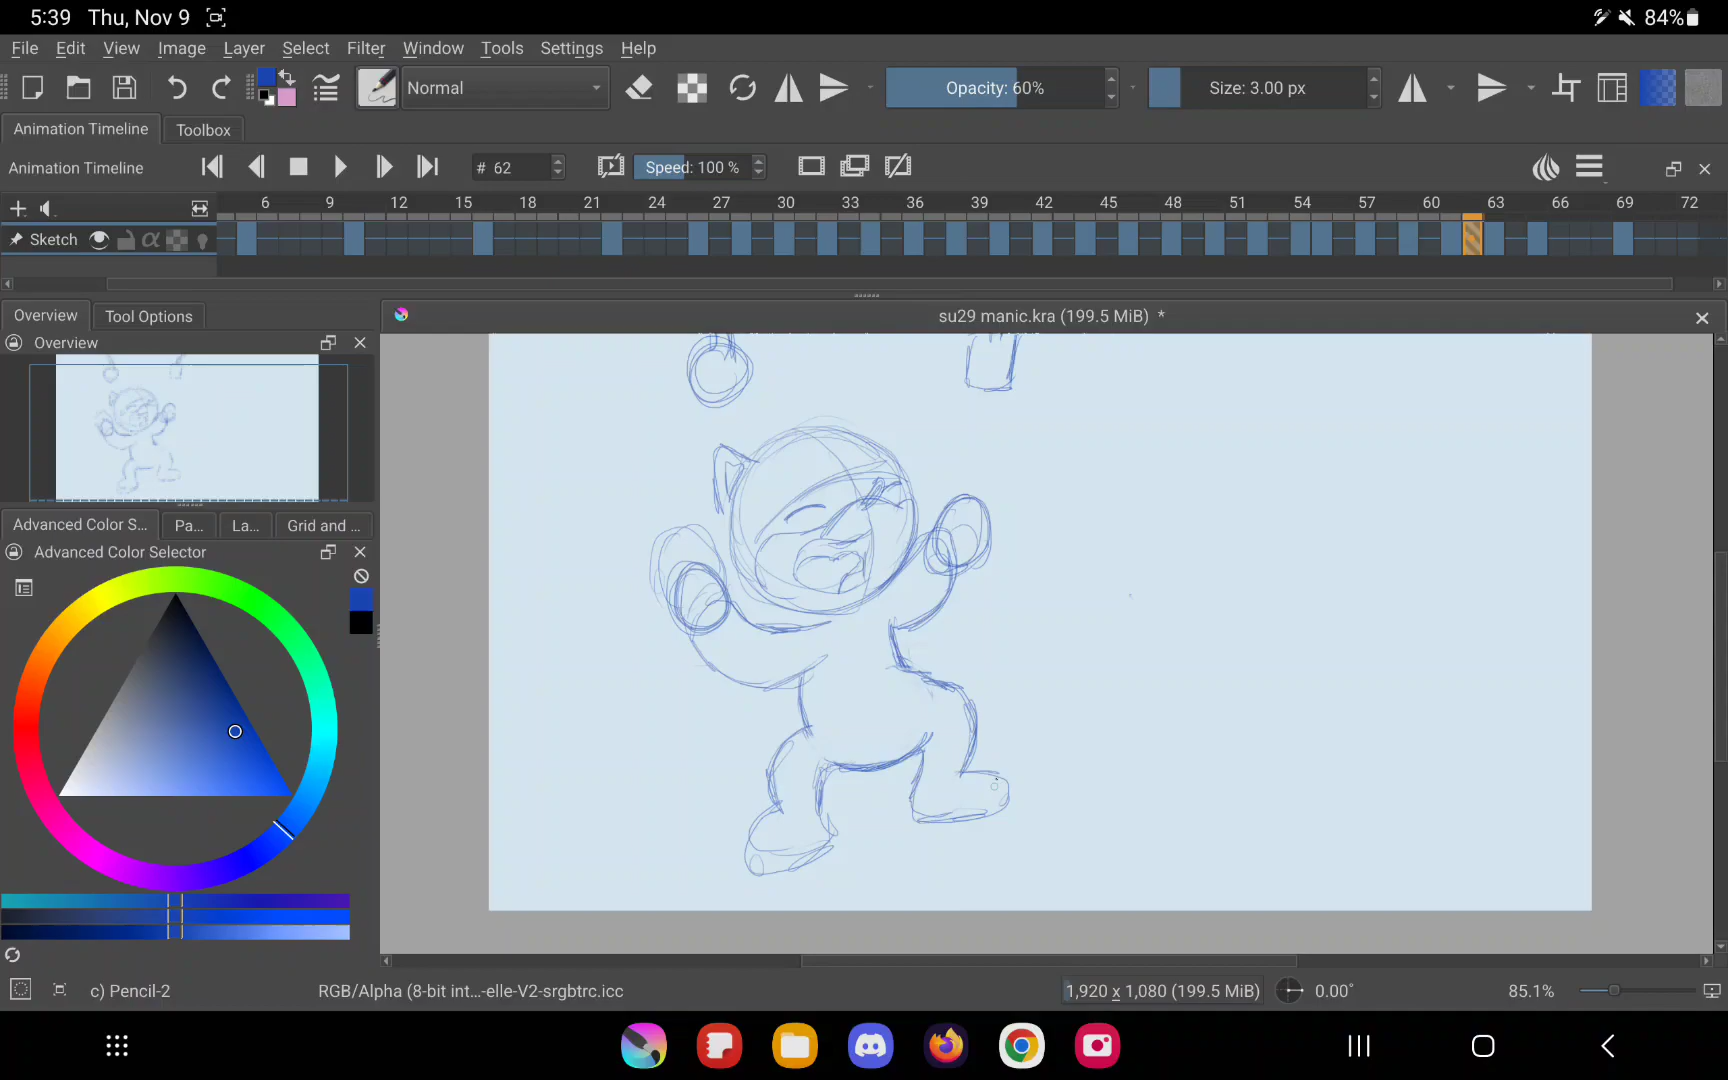 5:39 Thu, Nov 9 84%
File Edit View Image Layer Select Filter Window Tools Settings Help
Normal Opacity: 60% Size: 3.00 px
Animation Timeline Toolbox
Animation Timeline # 62 Speed: 100 %
6 9 12 15 18 21 24 27 30 33 36 39 42 45 48 51 54 57 60 63 66 69 72
Sketch α
Overview Tool Options su29 manic.kra (199.5 MiB) *
Overview
Advanced Color S... Pa... La... Grid and ...
Advanced Color Selector
c) Pencil-2 RGB/Alpha (8-bit int...-elle-V2-srgbtrc.icc 1,920 x 1,080 (199.5 MiB) 0.00° 85.1%